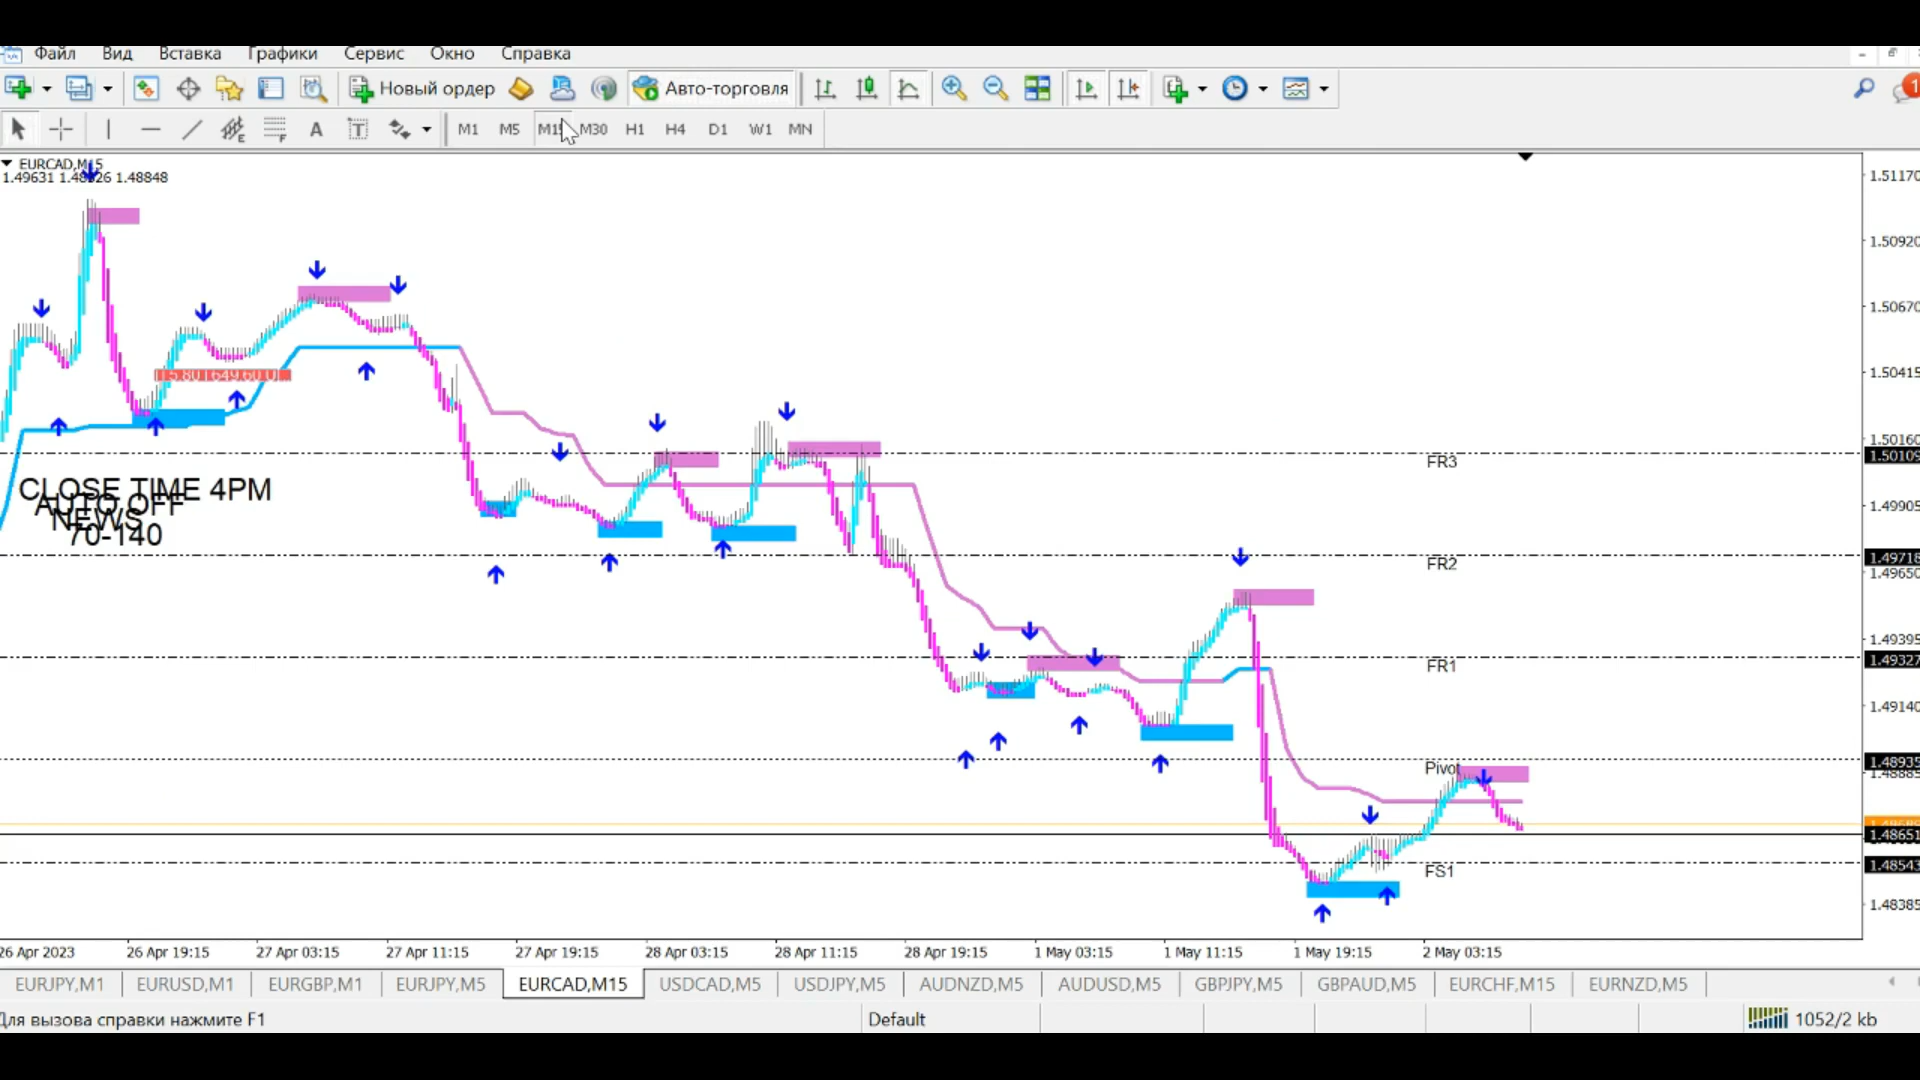 Файл Вид Вставка Графики Сервис Окно Справка
Новый ордер Авто-торговля 1
A T M1 M5 M15 M30 H1 H4 D1 W1 MN
EURCAD,M15
1.49631 1.48848
1.51170
1.50920
1.50670
1.50415
CLOSE TIME 4PM
AUTO OFF
NEWS
70-140
FR3
1.50160
1.50109
1.49905
FR2
1.49718
1.49650
1.49395
FR1
1.49327
1.49140
Pivot
1.48935
1.48885
1.48651
FS1
1.48543
1.48385
26 Apr 2023 26 Apr 19:15 27 Apr 03:15 27 Apr 11:15 27 Apr 19:15 28 Apr 03:15 28 Apr 11:15 28 Apr 19:15 1 May 03:15 1 May 11:15 1 May 19:15 2 May 03:15
EURJPY,M1 EURUSD,M1 EURGBP,M1 EURJPY,M5 EURCAD,M15 USDCAD,M5 USDJPY,M5 AUDNZD,M5 AUDUSD,M5 GBPJPY,M5 GBPAUD,M5 EURCHF,M15 EURNZD,M5
Для вызова справки нажмите F1 Default 1052/2 kb